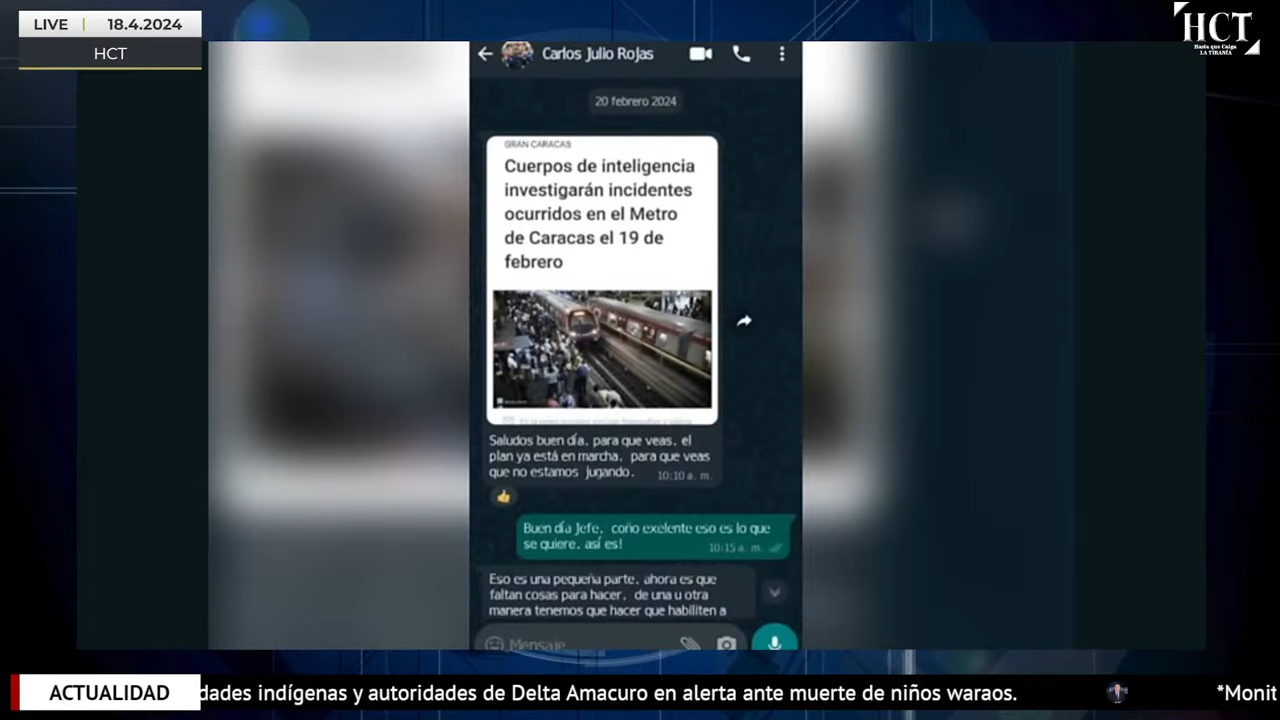 LIVE | 18.4.2024
HCT
HCT
Hasta que Caiga
LA TIRANÍA
Carlos Julio Rojas
20 febrero 2024
GRAN CARACAS
Cuerpos de inteligencia
investigarán incidentes
ocurridos en el Metro
de Caracas el 19 de
febrero
Saludos buen día, para que veas, el
plan ya está en marcha, para que veas
que no estamos jugando.
10:10 a. m.
Buen día Jefe, coño exelente eso es lo que
se quiere, así es!
10:15 a. m.
Eso es una pequeña parte, ahora es que
faltan cosas para hacer, de una u otra
manera tenemos que hacer que habiliten a
Mensaje
ACTUALIDAD
dades indígenas y autoridades de Delta Amacuro en alerta ante muerte de niños waraos.
*Monit